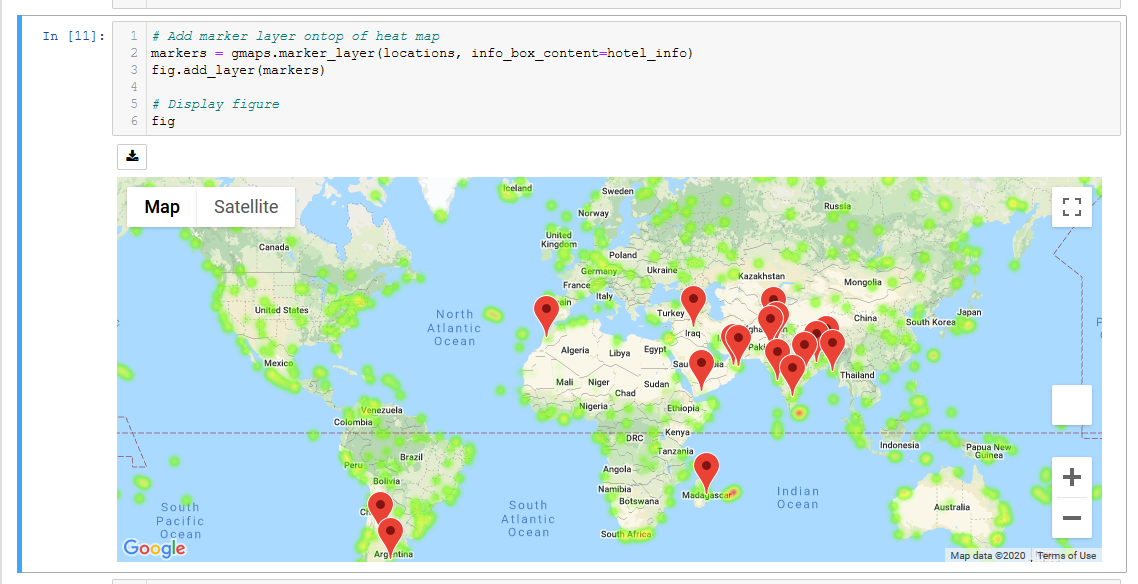 In [11]:
1 # Add marker layer ontop of heat map
2 markers = gmaps.marker_layer(locations, info_box_content=hotel_info)
3 fig.add_layer(markers)
4
5 # Display figure
6 fig
Map Satellite
Iceland
Sweden
Norway
Russia
United
Kingdom
Canada
Poland
Germany
Ukraine
Kazakhstan
Mongolia
France
Italy
United States
North
Atlantic
Ocean
Turkey
China
Japan
South Korea
Iraq
Algeria
Libya
Egypt
Mexico
Thailand
Mali
Niger
Chad
Sudan
Nigeria
Ethiopia
Venezuela
Colombia
DRC
Kenya
Indonesia
Papua New
Guinea
Tanzania
Brazil
Peru
Bolivia
Angola
Namibia
Botswana
Madagascar
Indian
Ocean
South
Pacific
Ocean
South
Atlantic
Ocean
Australia
South Africa
Argentina
Google
Map data ©2020
Terms of Use